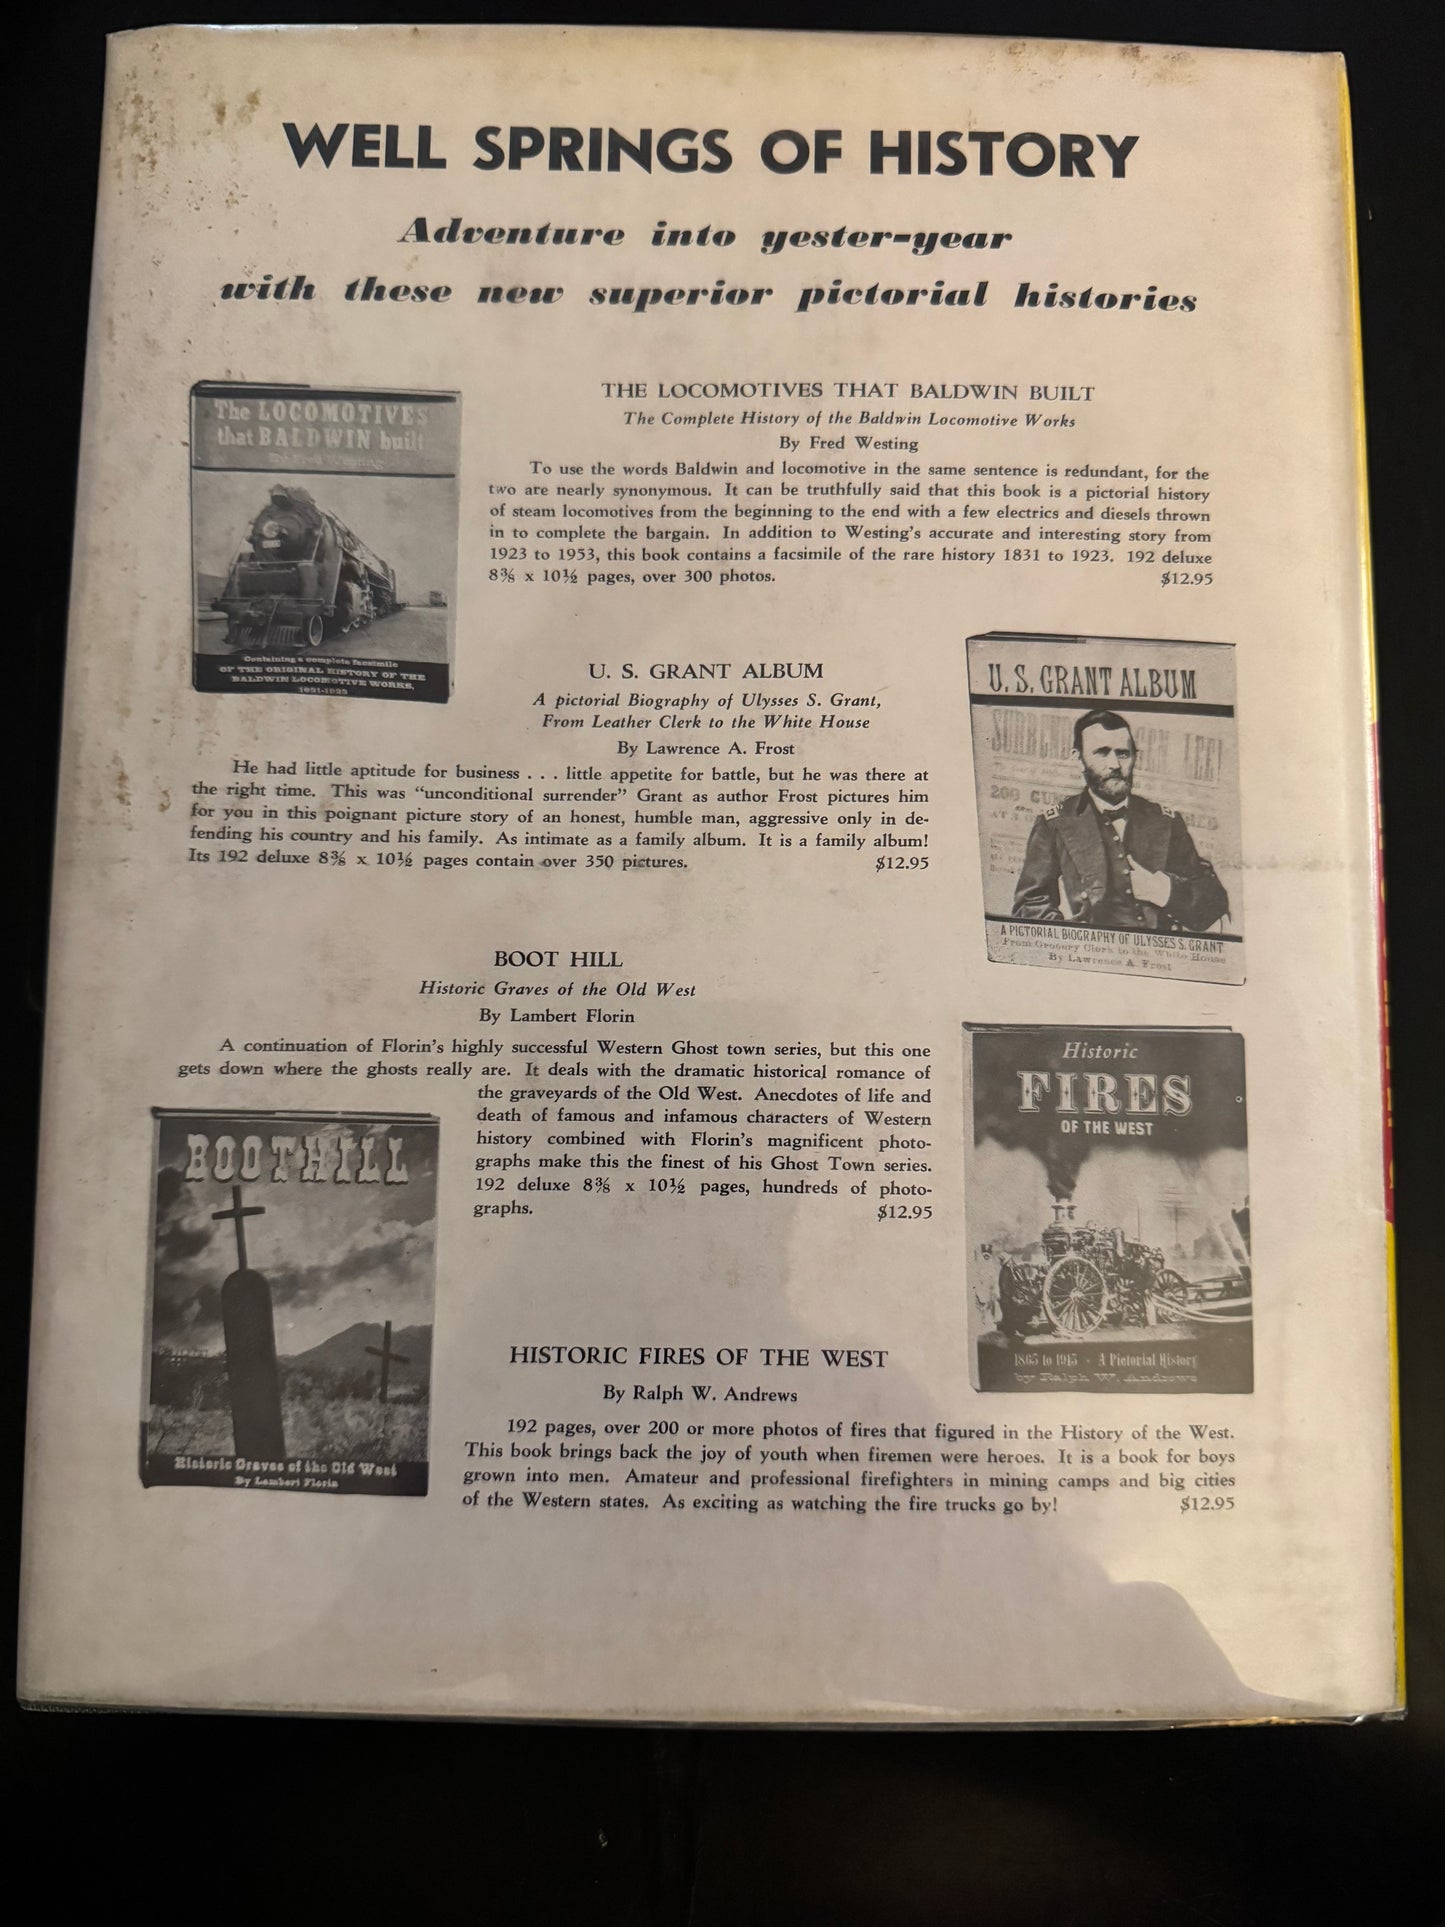 WELL SPRINGS OF HISTORY
Adventure into yester-year
with these new superior pictorial histories
The LOCOMOTIVES
that BALDWIN built
By Fred Westing
Containing a complete facsimile
OF THE ORIGINAL HISTORY OF THE
BALDWIN LOCOMOTIVE WORKS,
THE LOCOMOTIVES THAT BALDWIN BUILT
The Complete History of the Baldwin Locomotive Works
By Fred Westing
To use the words Baldwin and locomotive in the same sentence is redundant, for the
two are nearly synonymous. It can be truthfully said that this book is a pictorial history
of steam locomotives from the beginning to the end with a few electrics and diesels thrown
in to complete the bargain. In addition to Westing's accurate and interesting story from
1923 to 1953, this book contains a facsimile of the rare history 1831 to 1923. 192 deluxe
8⅜ x 10½ pages, over 300 photos. $12.95
U. S. GRANT ALBUM
A pictorial Biography of Ulysses S. Grant,
From Leather Clerk to the White House
By Lawrence A. Frost
He had little aptitude for business . . . little appetite for battle, but he was there at
the right time. This was "unconditional surrender" Grant as author Frost pictures him
for you in this poignant picture story of an honest, humble man, aggressive only in de-
fending his country and his family. As intimate as a family album. It is a family album!
Its 192 deluxe 8⅜ x 10½ pages contain over 350 pictures. $12.95
U. S. GRANT ALBUM
A PICTORIAL BIOGRAPHY OF ULYSSES S. GRANT
From Grocery Clerk to the White House
By Lawrence A. Frost
BOOT HILL
Historic Graves of the Old West
By Lambert Florin
A continuation of Florin's highly successful Western Ghost town series, but this one
gets down where the ghosts really are. It deals with the dramatic historical romance of
the graveyards of the Old West. Anecdotes of life and
death of famous and infamous characters of Western
history combined with Florin's magnificent photo-
graphs make this the finest of his Ghost Town series.
192 deluxe 8⅜ x 10½ pages, hundreds of photo-
graphs. $12.95
BOOT HILL
Historic Graves of the Old West
By Lambert Florin
Historic
FIRES
OF THE WEST
1865 to 1915 · A Pictorial History
by Ralph W. Andrews
HISTORIC FIRES OF THE WEST
By Ralph W. Andrews
192 pages, over 200 or more photos of fires that figured in the History of the West.
This book brings back the joy of youth when firemen were heroes. It is a book for boys
grown into men. Amateur and professional firefighters in mining camps and big cities
of the Western states. As exciting as watching the fire trucks go by! $12.95